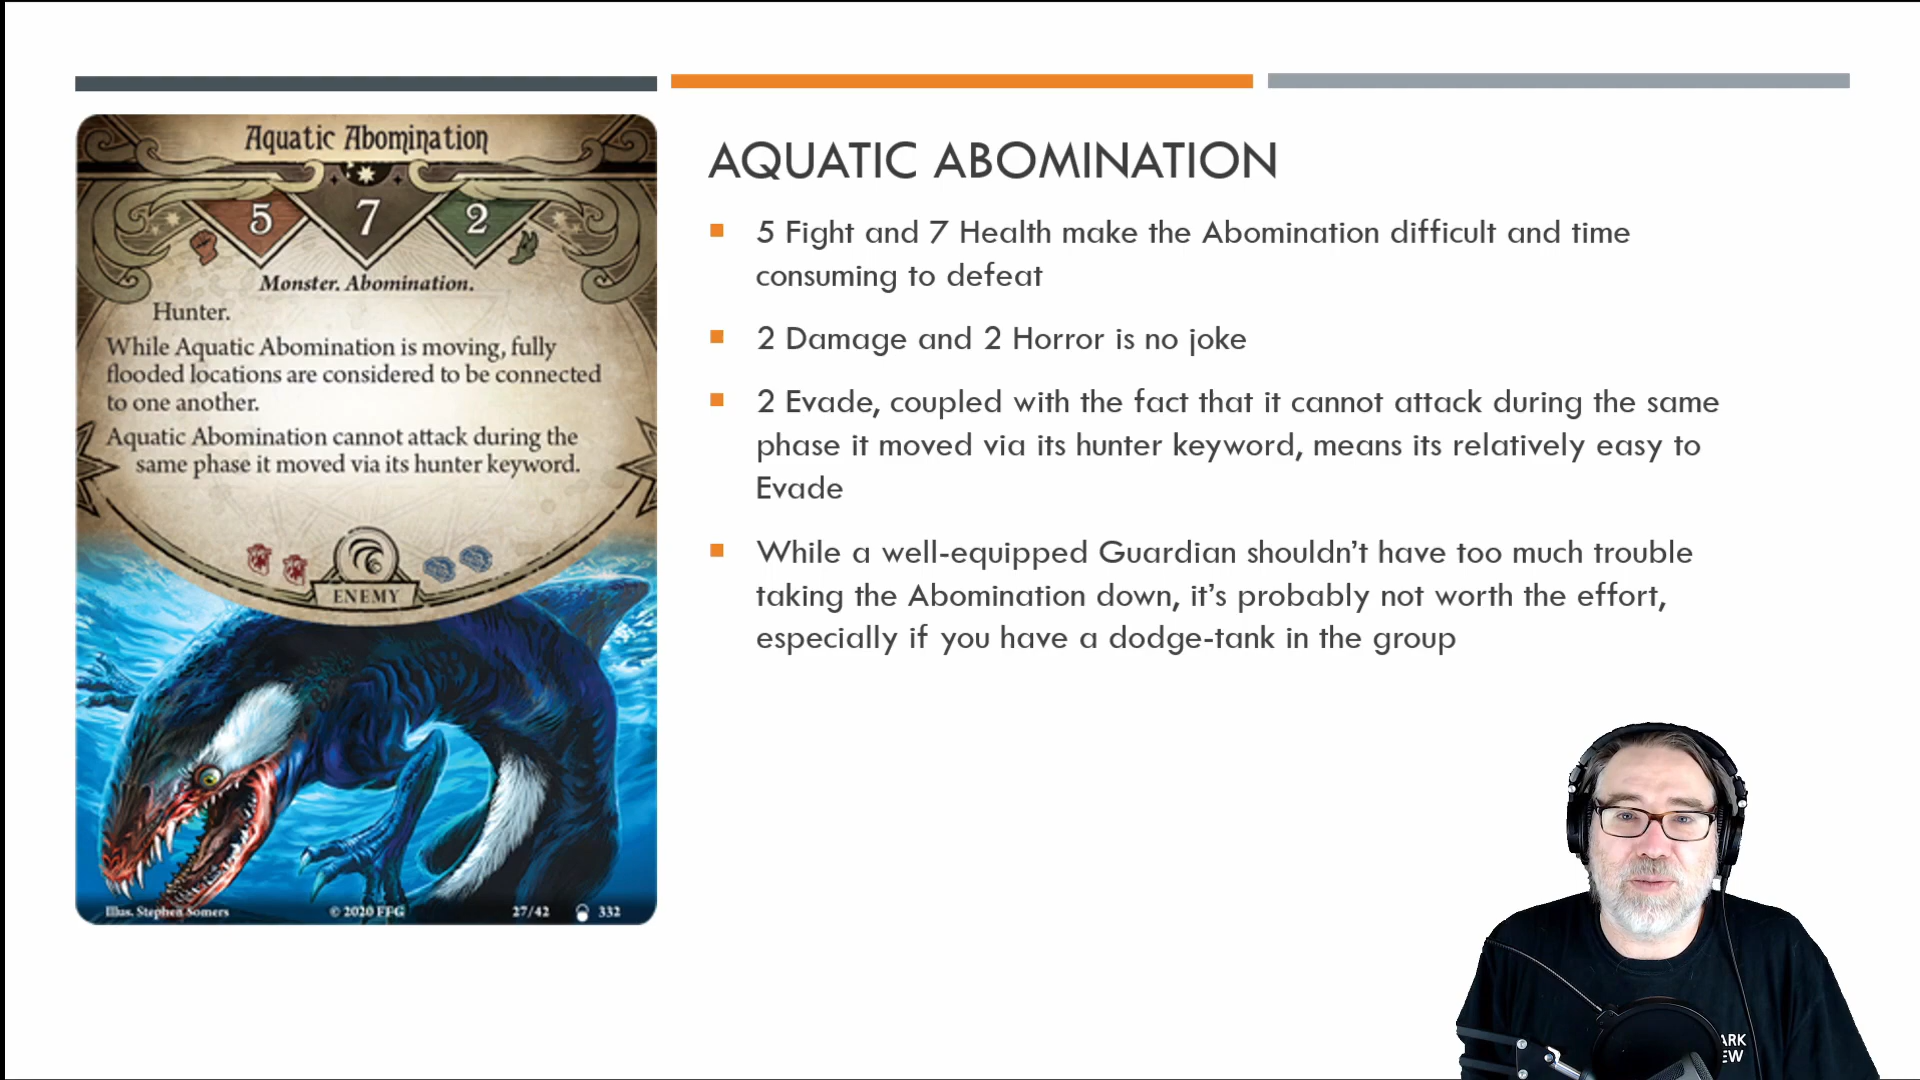 Aquatic Abomination
5
7
2
Monster. Abomination.
Hunter.
While Aquatic Abomination is moving, fully
flooded locations are considered to be connected
to one another.
Aquatic Abomination cannot attack during the
same phase it moved via its hunter keyword.
ENEMY
Illus. Stephen Somers
© 2020 FFG
27/42
332
AQUATIC ABOMINATION
5 Fight and 7 Health make the Abomination difficult and time
consuming to defeat
2 Damage and 2 Horror is no joke
2 Evade, coupled with the fact that it cannot attack during the same
phase it moved via its hunter keyword, means its relatively easy to
Evade
While a well-equipped Guardian shouldn't have too much trouble
taking the Abomination down, it's probably not worth the effort,
especially if you have a dodge-tank in the group
ARK
EW